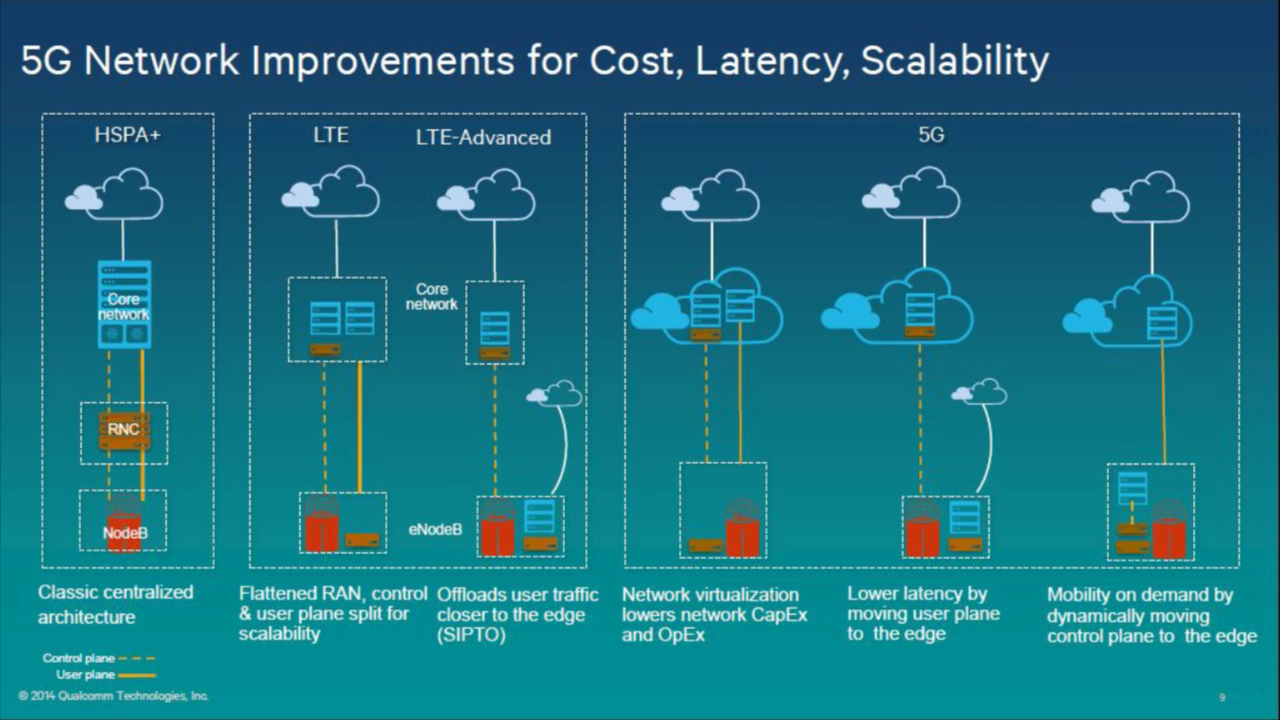 5G Network Improvements for Cost, Latency, Scalability
HSPA+
LTE
LTE-Advanced
5G
Core
network
Core
network
RNC
NodeB
eNodeB
Classic centralized
architecture
Flattened RAN, control
& user plane split for
scalability
Offloads user traffic
closer to the edge
(SIPTO)
Network virtualization
lowers network CapEx
and OpEx
Lower latency by
moving user plane
to the edge
Mobility on demand by
dynamically moving
control plane to the edge
Control plane
User plane
© 2014 Qualcomm Technologies, Inc.
9